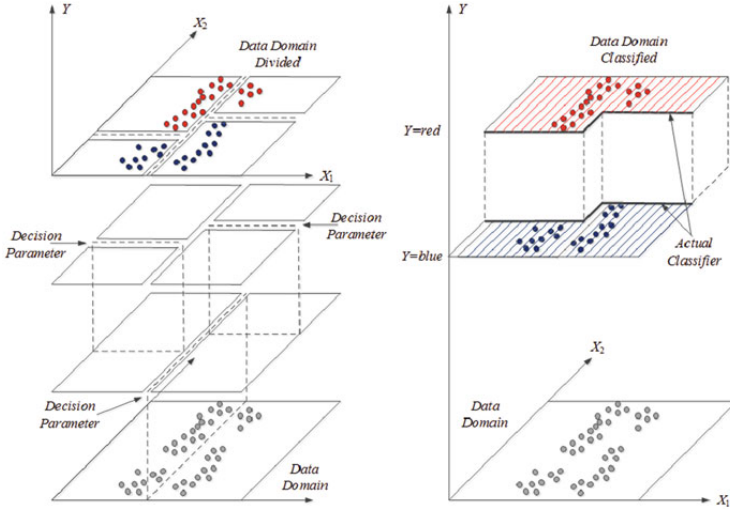 Y
X2
Data Domain
Divided
X1
Decision
Parameter
Decision
Parameter
Decision
Parameter
Data
Domain
Y
Data Domain
Classified
Y=red
Y=blue
Actual
Classifier
X2
Data
Domain
X1